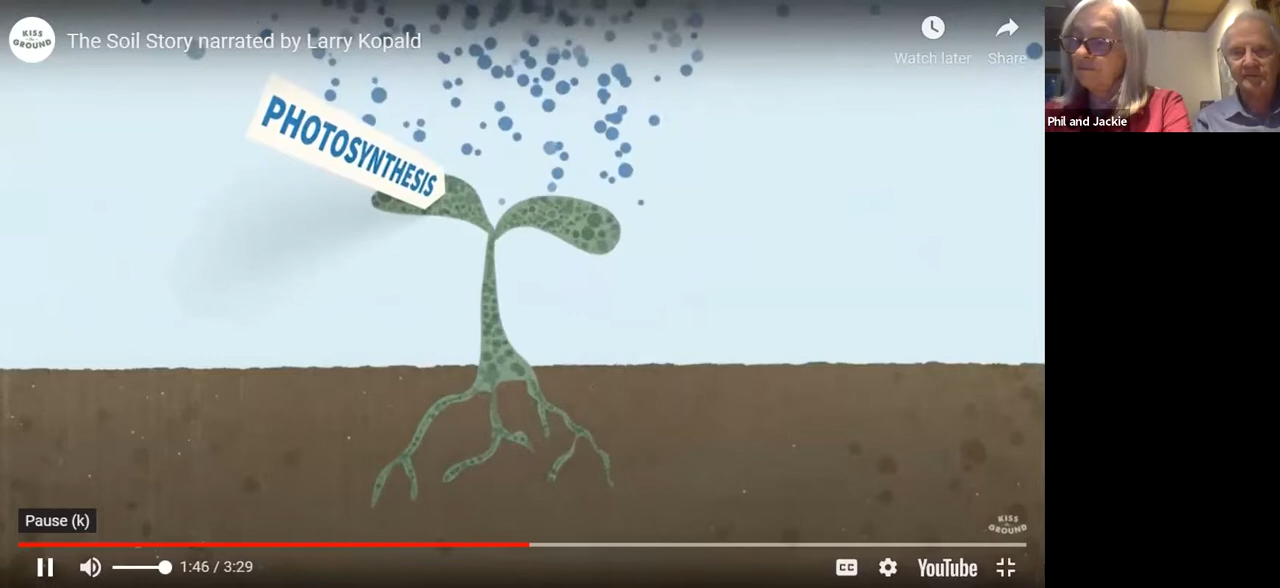 KISS
THE
GROUND
The Soil Story narrated by Larry Kopald
Watch later
Share
Phil and Jackie
PHOTOSYNTHESIS
KISS
THE
GROUND
Pause (k)
1:46 / 3:29
CC
YouTube